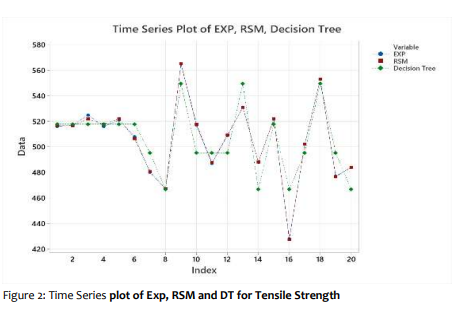 Time Series Plot of EXP, RSM, Decision Tree
580
560
540
520
500
480
460
440
420
Data
2 4 6 8 10 12 14 16 18 20
Index
Variable
EXP
RSM
Decision Tree
Figure 2: Time Series plot of Exp, RSM and DT for Tensile Strength